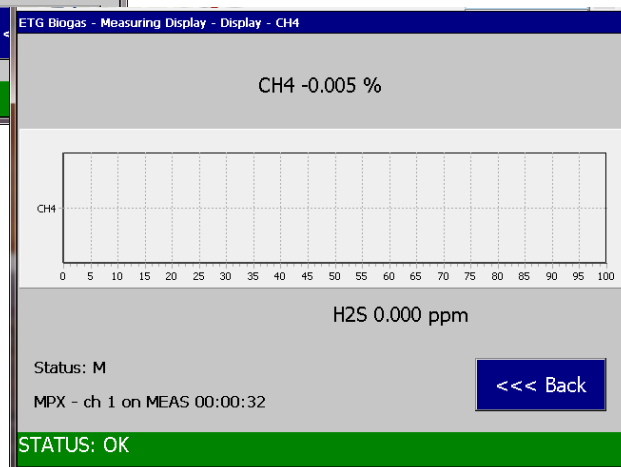 ETG Biogas - Measuring Display - Display - CH4
CH4 -0.005 %
CH4
0 5 10 15 20 25 30 35 40 45 50 55 60 65 70 75 80 85 90 95 100
H2S 0.000 ppm
Status: M
MPX - ch 1 on MEAS 00:00:32
<<< Back
STATUS: OK